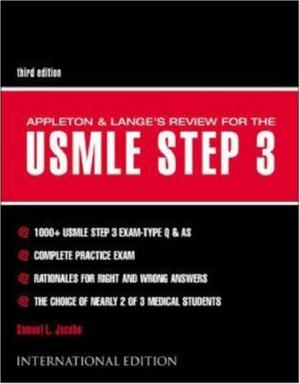 third edition
APPLETON & LANGE'S REVIEW FOR THE
USMLE STEP 3
1000+ USMLE STEP 3 EXAM-TYPE Q & AS
COMPLETE PRACTICE EXAM
RATIONALES FOR RIGHT AND WRONG ANSWERS
THE CHOICE OF NEARLY 2 OF 3 MEDICAL STUDENTS
Samuel L. Jacobs
INTERNATIONAL EDITION